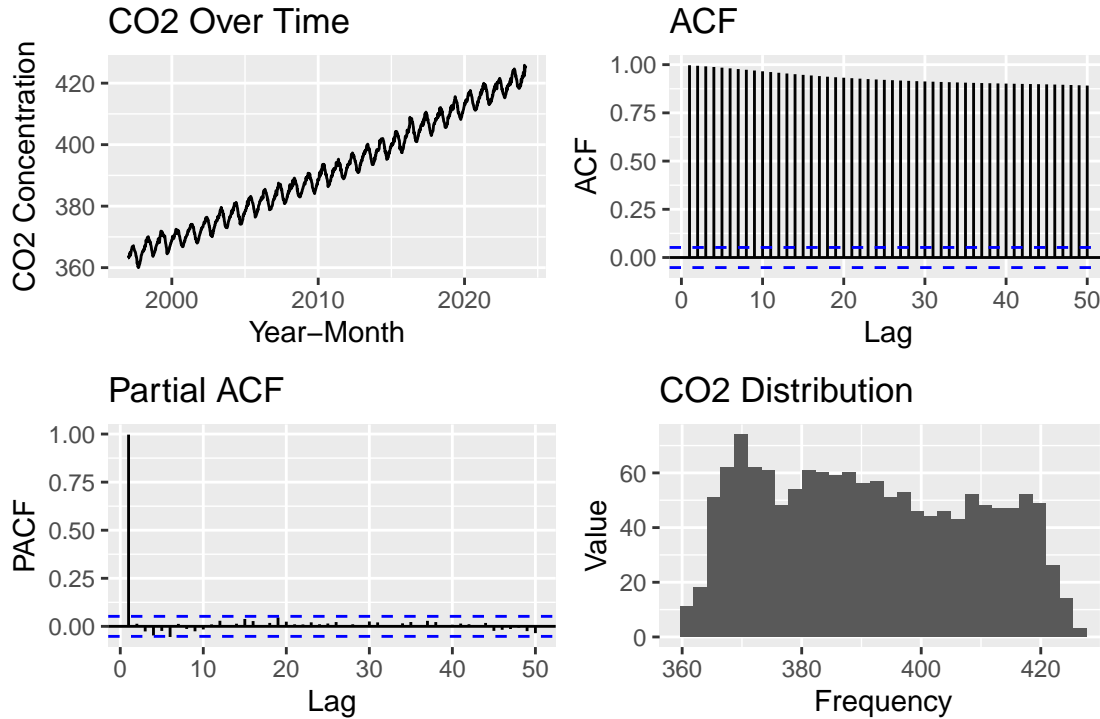 CO2 Over Time
CO2 Concentration
420
400
380
360
2000 2010 2020
Year−Month
ACF
ACF
1.00
0.75
0.50
0.25
0.00
0 10 20 30 40 50
Lag
Partial ACF
PACF
1.00
0.75
0.50
0.25
0.00
0 10 20 30 40 50
Lag
CO2 Distribution
Value
60
40
20
0
360 380 400 420
Frequency